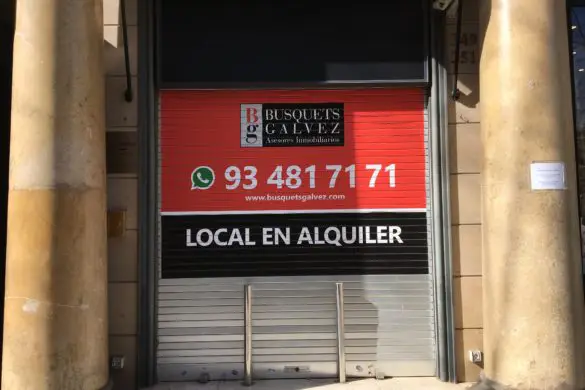 Bg BUSQUETS
GALVEZ
Asesores Inmobiliarios
93 481 71 71
www.busquetsgalvez.com
LOCAL EN ALQUILER